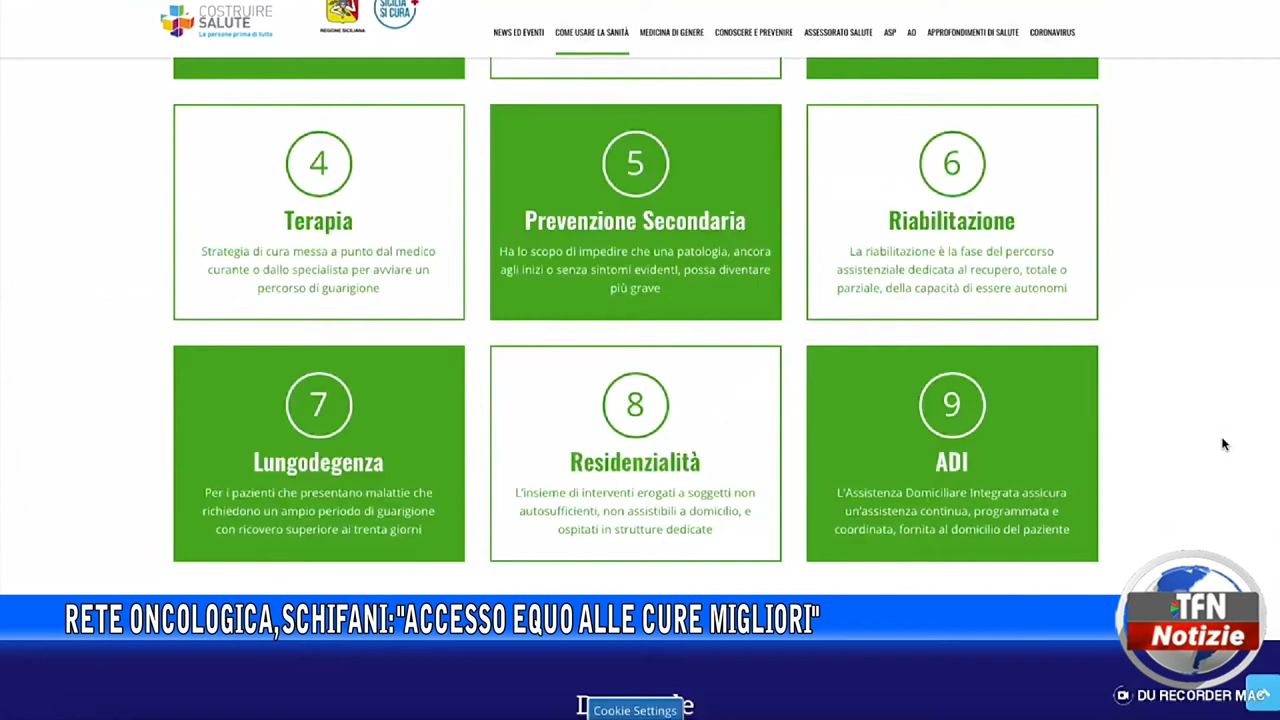 COSTRUIRE
SALUTE
Le persone prima di tutto
REGIONE SICILIANA
SICILIA
SI CURA
NEWS ED EVENTI COME USARE LA SANITÀ MEDICINA DI GENERE CONOSCERE E PREVENIRE ASSESSORATO SALUTE ASP AO APPROFONDIMENTI DI SALUTE CORONAVIRUS
4
Terapia
Strategia di cura messa a punto dal medico
curante o dallo specialista per avviare un
percorso di guarigione
5
Prevenzione Secondaria
Ha lo scopo di impedire che una patologia, ancora
agli inizi o senza sintomi evidenti, possa diventare
più grave
6
Riabilitazione
La riabilitazione è la fase del percorso
assistenziale dedicata al recupero, totale o
parziale, della capacità di essere autonomi
7
Lungodegenza
Per i pazienti che presentano malattie che
richiedono un ampio periodo di guarigione
con ricovero superiore ai trenta giorni
8
Residenzialità
L'insieme di interventi erogati a soggetti non
autosufficienti, non assistibili a domicilio, e
ospitati in strutture dedicate
9
ADI
L'Assistenza Domiciliare Integrata assicura
un'assistenza continua, programmata e
coordinata, fornita al domicilio del paziente
RETE ONCOLOGICA,SCHIFANI:"ACCESSO EQUO ALLE CURE MIGLIORI"
TFN
Notizie
DU RECORDER MAG
Cookie Settings